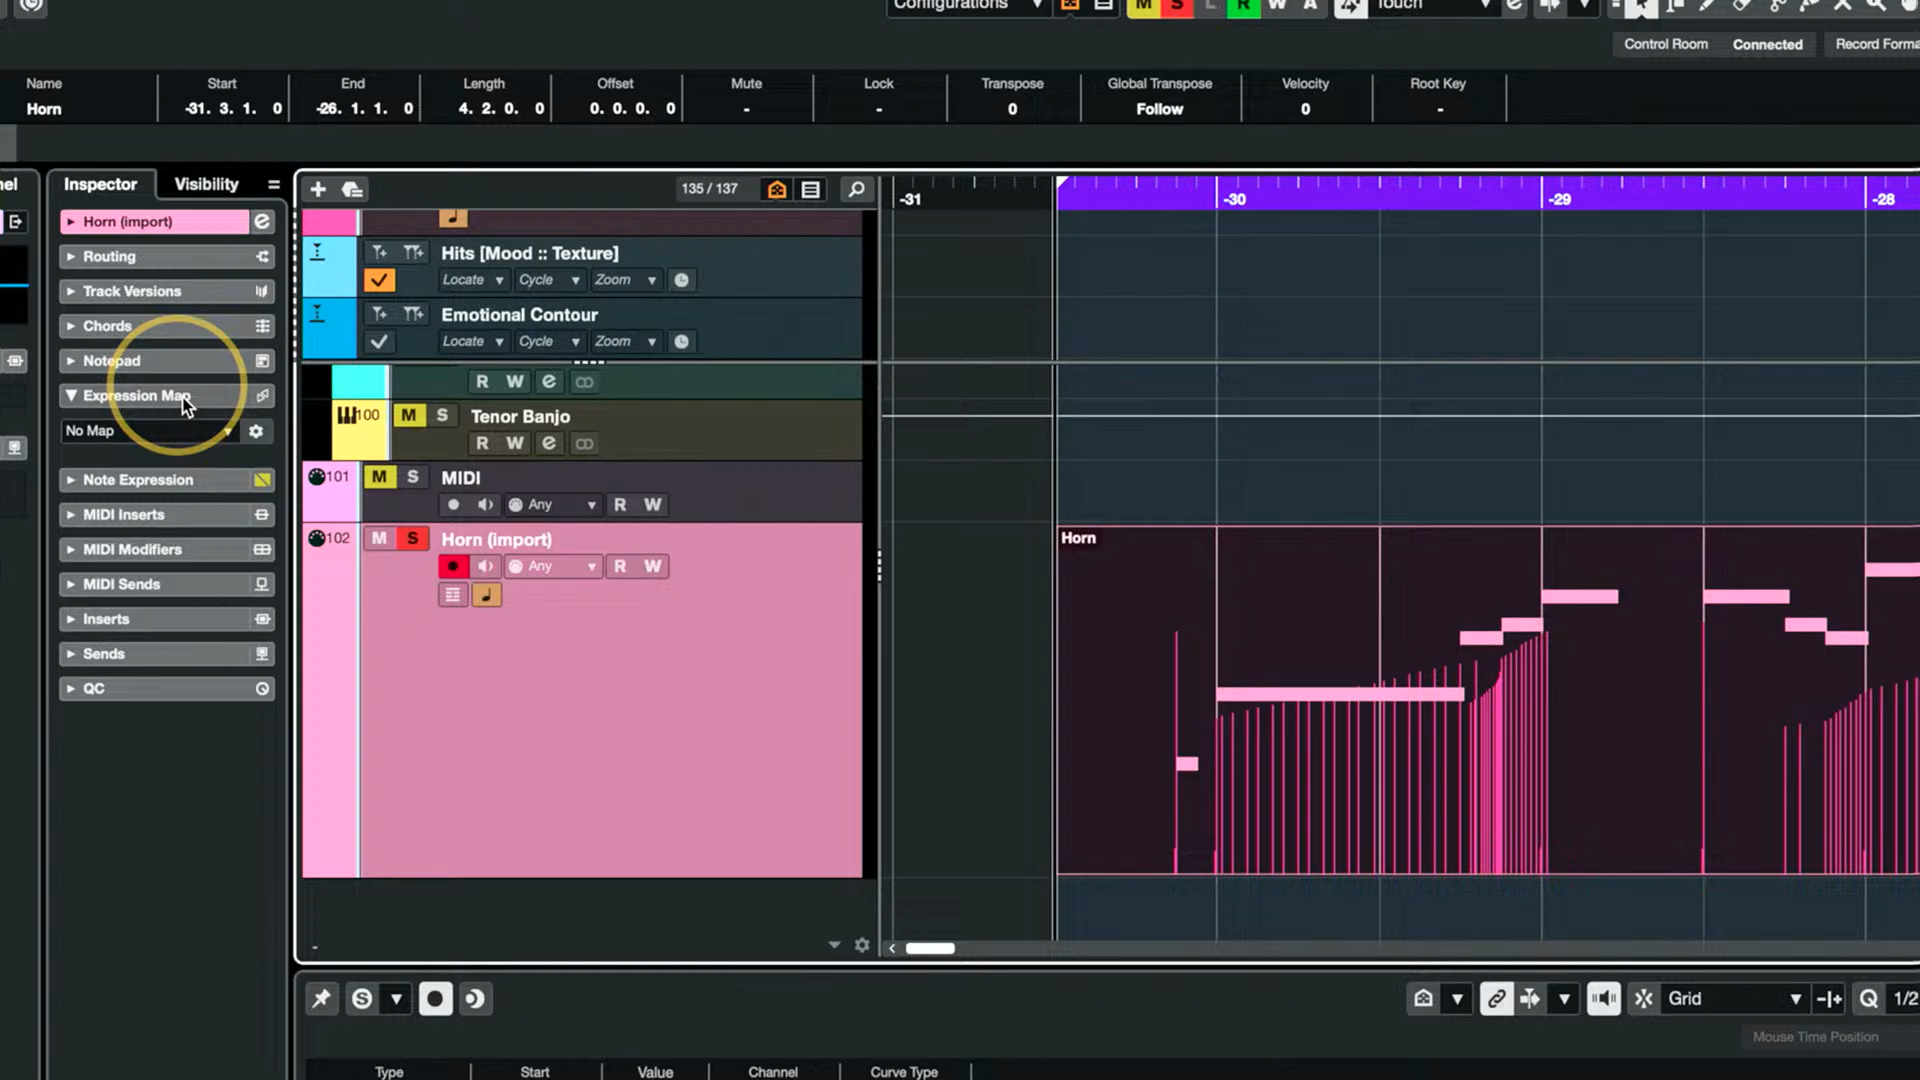 Configurations
M S L R W A
Touch
Control Room Connected Record Forma
Name Start End Length Offset Mute Lock Transpose Global Transpose Velocity Root Key
Horn -31. 3. 1. 0 -26. 1. 1. 0 4. 2. 0. 0 0. 0. 0. 0 - - 0 Follow 0 -
nel
Inspector Visibility
135 / 137
-31 -30 -29 -28
Horn (import)
Routing
Track Versions
Chords
Notepad
Expression Map
No Map
Note Expression
MIDI Inserts
MIDI Modifiers
MIDI Sends
Inserts
Sends
QC
Hits [Mood :: Texture]
Locate Cycle Zoom
Emotional Contour
Locate Cycle Zoom
R W
100 M S Tenor Banjo
R W
101 M S MIDI
Any R W
102 M S Horn (import)
Any R W
Horn
S Grid Q 1/2
Mouse Time Position
Type Start Value Channel Curve Type